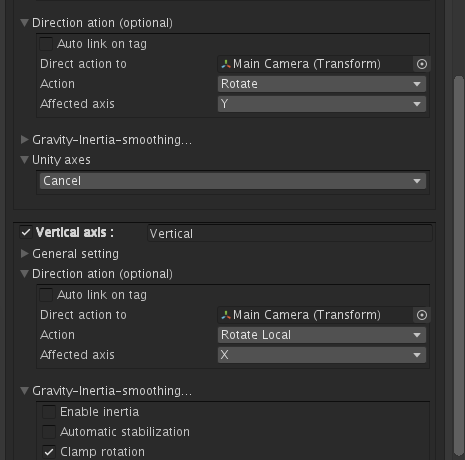 Direction ation (optional)
Auto link on tag
Direct action to Main Camera (Transform)
Action Rotate
Affected axis Y
Gravity-Inertia-smoothing...
Unity axes
Cancel
Vertical axis : Vertical
General setting
Direction ation (optional)
Auto link on tag
Direct action to Main Camera (Transform)
Action Rotate Local
Affected axis X
Gravity-Inertia-smoothing...
Enable inertia
Automatic stabilization
Clamp rotation